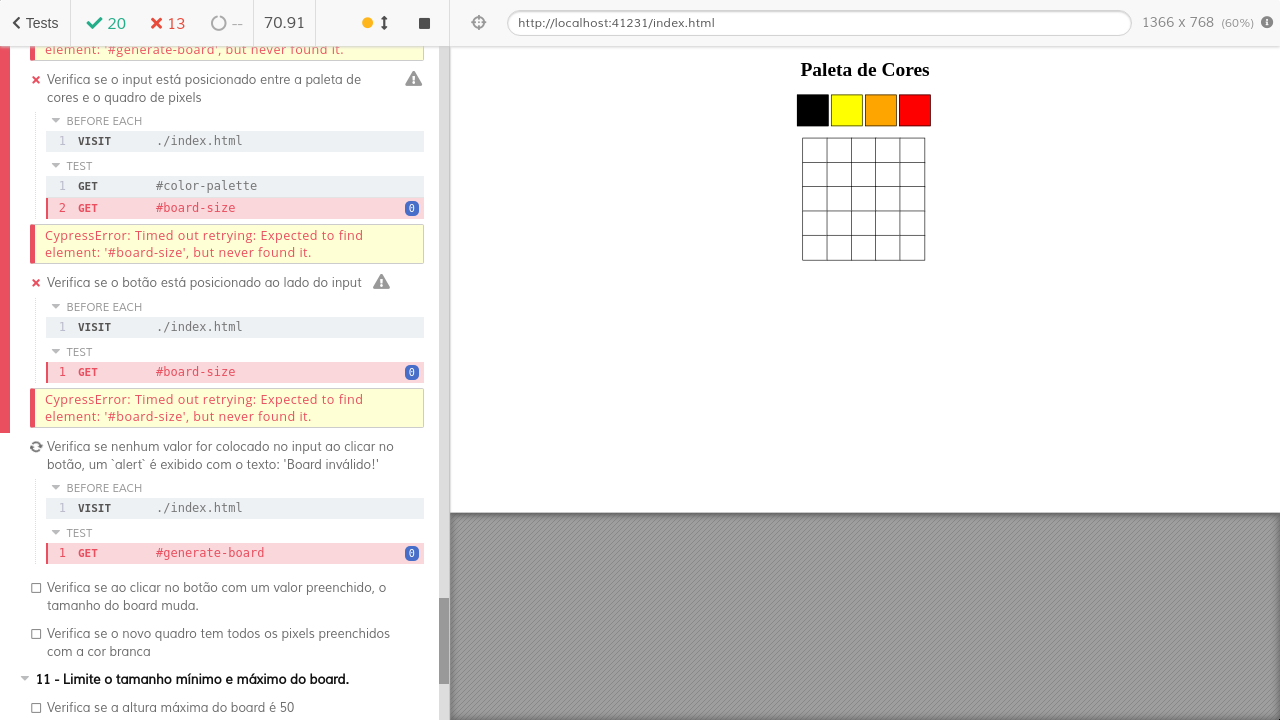 Tests 20 13 -- 70.91
http://localhost:41231/index.html 1366 x 768 (60%)
element: '#generate-board', but never found it.
Verifica se o input está posicionado entre a paleta de
cores e o quadro de pixels
BEFORE EACH
1 VISIT ./index.html
TEST
1 GET #color-palette
2 GET #board-size 0
CypressError: Timed out retrying: Expected to find
element: '#board-size', but never found it.
Verifica se o botão está posicionado ao lado do input
BEFORE EACH
1 VISIT ./index.html
TEST
1 GET #board-size 0
CypressError: Timed out retrying: Expected to find
element: '#board-size', but never found it.
Verifica se nenhum valor for colocado no input ao clicar no
botão, um `alert` é exibido com o texto: 'Board inválido!'
BEFORE EACH
1 VISIT ./index.html
TEST
1 GET #generate-board 0
Verifica se ao clicar no botão com um valor preenchido, o
tamanho do board muda.
Verifica se o novo quadro tem todos os pixels preenchidos
com a cor branca
11 - Limite o tamanho mínimo e máximo do board.
Verifica se a altura máxima do board é 50
Paleta de Cores